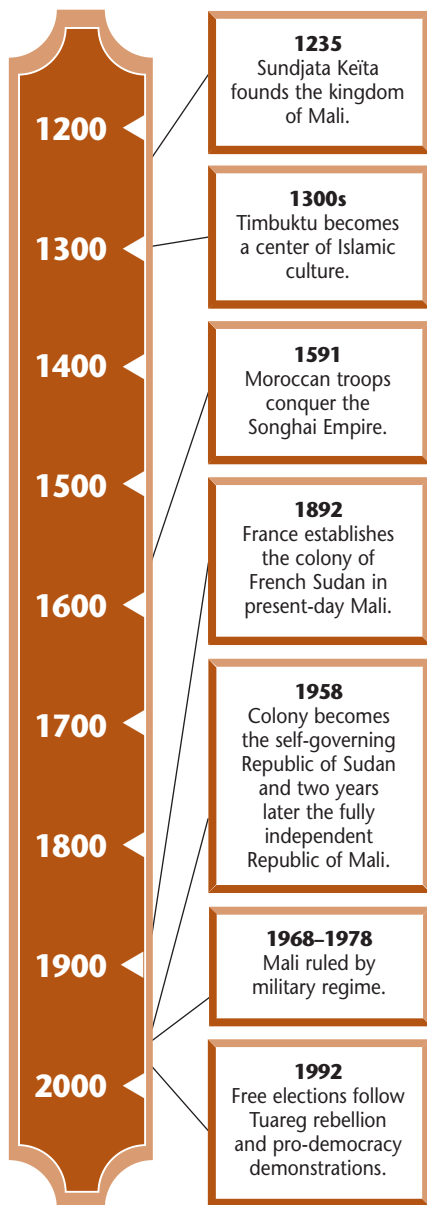 1200
1300
1400
1500
1600
1700
1800
1900
2000
1235
Sundjata Keïta
founds the kingdom
of Mali.
1300s
Timbuktu becomes
a center of Islamic
culture.
1591
Moroccan troops
conquer the
Songhai Empire.
1892
France establishes
the colony of
French Sudan in
present-day Mali.
1958
Colony becomes
the self-governing
Republic of Sudan
and two years
later the fully
independent
Republic of Mali.
1968–1978
Mali ruled by
military regime.
1992
Free elections follow
Tuareg rebellion
and pro-democracy
demonstrations.